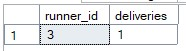 runner_id deliveries
1 3 1